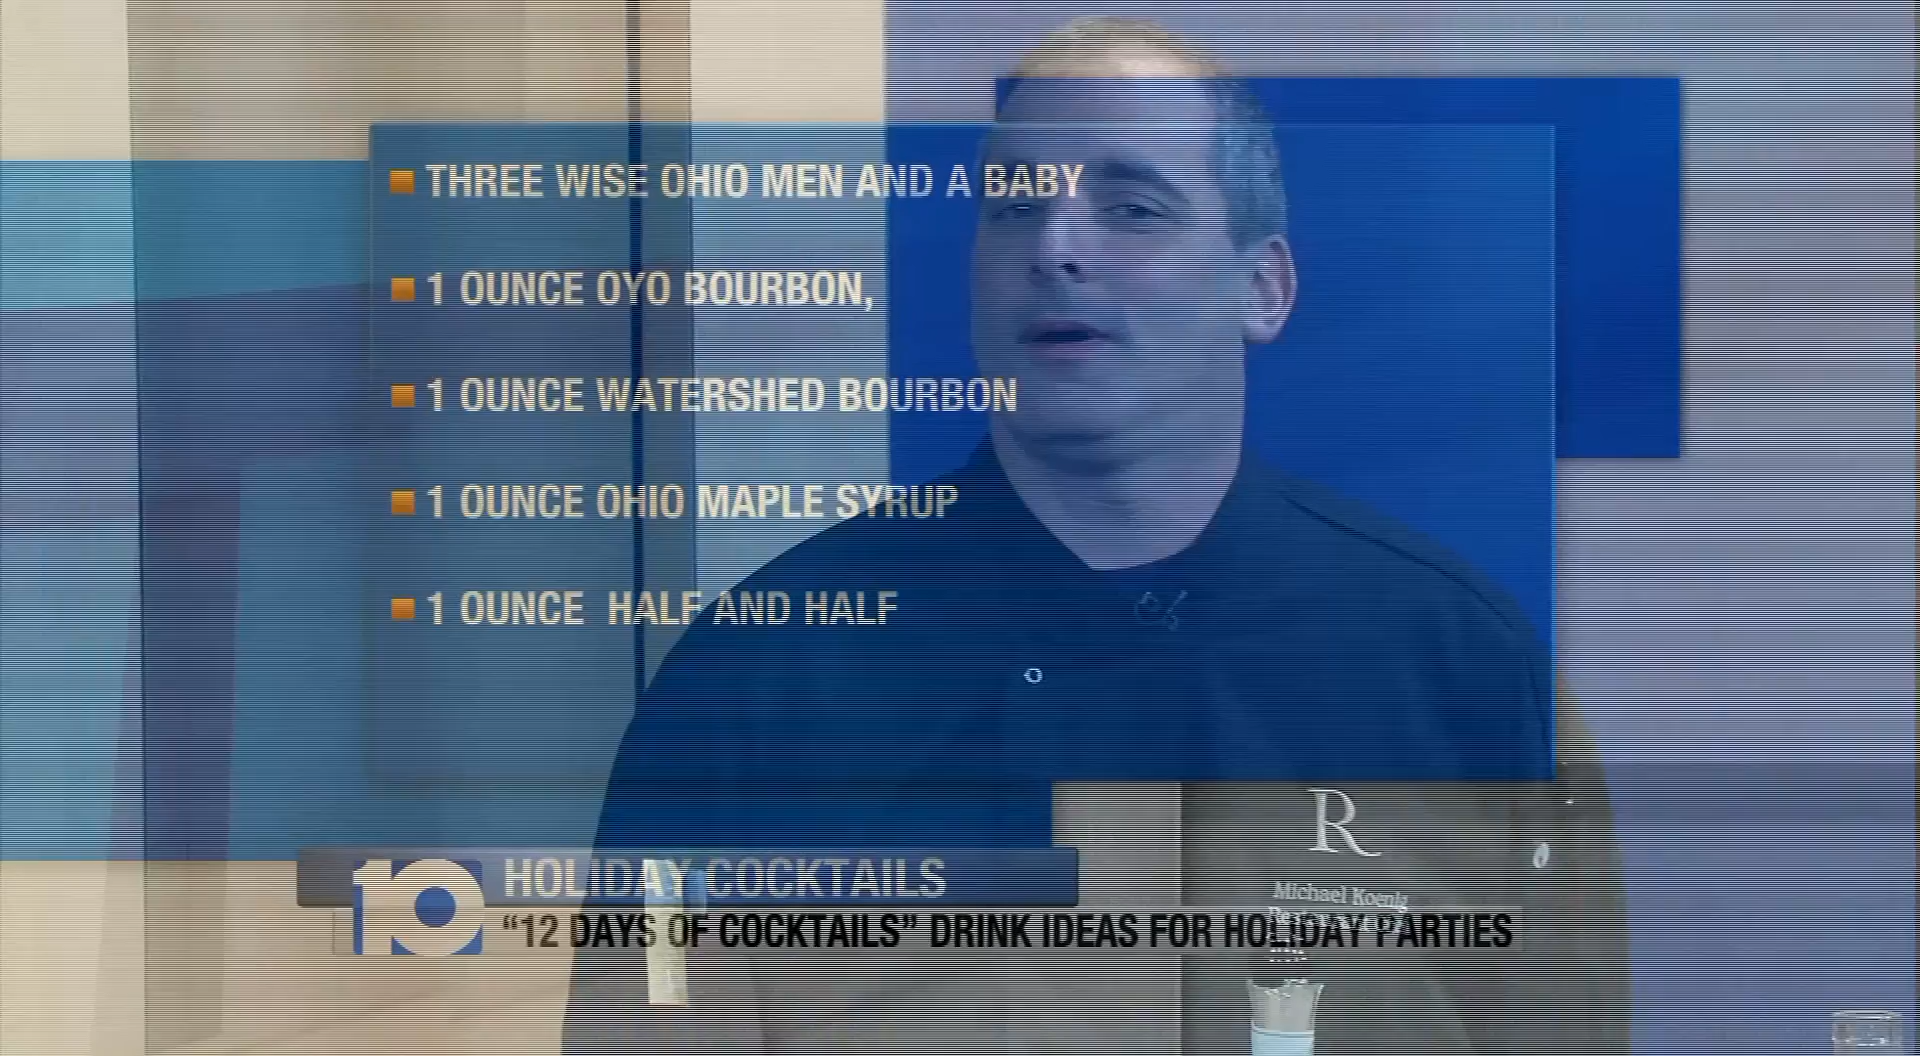 THREE WISE OHIO MEN AND A BABY
1 OUNCE OYO BOURBON,
1 OUNCE WATERSHED BOURBON
1 OUNCE OHIO MAPLE SYRUP
1 OUNCE HALF AND HALF
R
Michael Koenig
10
HOLIDAY COCKTAILS
“12 DAYS OF COCKTAILS” DRINK IDEAS FOR HOLIDAY PARTIES